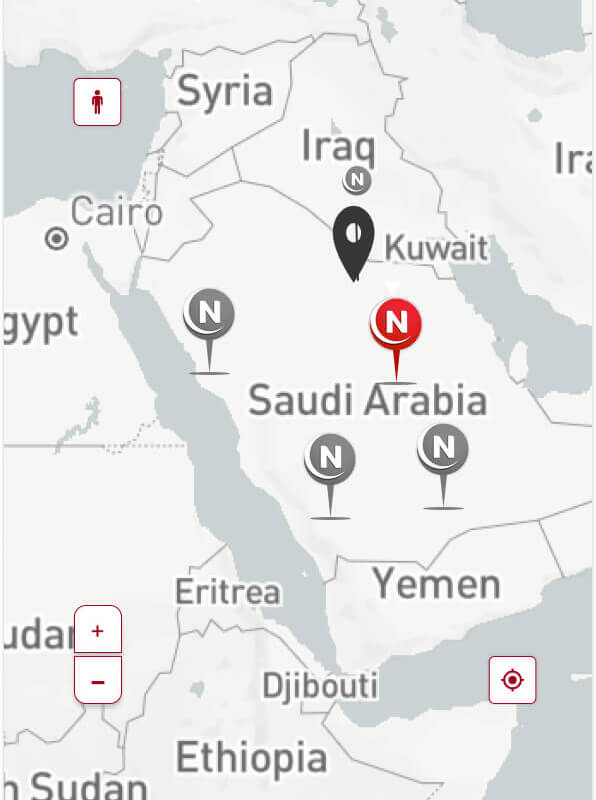 Syria
Iraq
Ira
N
Cairo
Kuwait
gypt
N
N
Saudi Arabia
N
N
Yemen
Eritrea
udan
+
−
Djibouti
Ethiopia
h Sudan